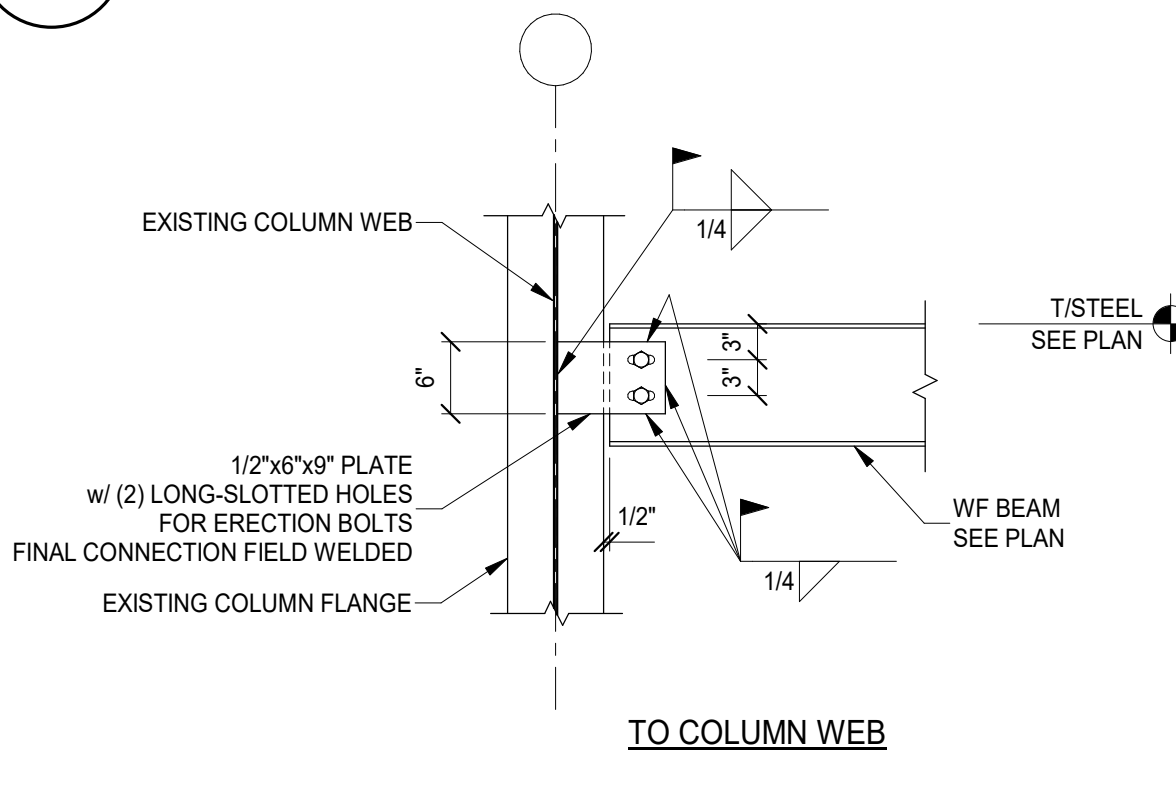 EXISTING COLUMN WEB
1/4
T/STEEL
SEE PLAN
6"
3"
3"
1/2"x6"x9" PLATE
w/ (2) LONG-SLOTTED HOLES
FOR ERECTION BOLTS
FINAL CONNECTION FIELD WELDED
1/2"
WF BEAM
SEE PLAN
1/4
EXISTING COLUMN FLANGE
TO COLUMN WEB